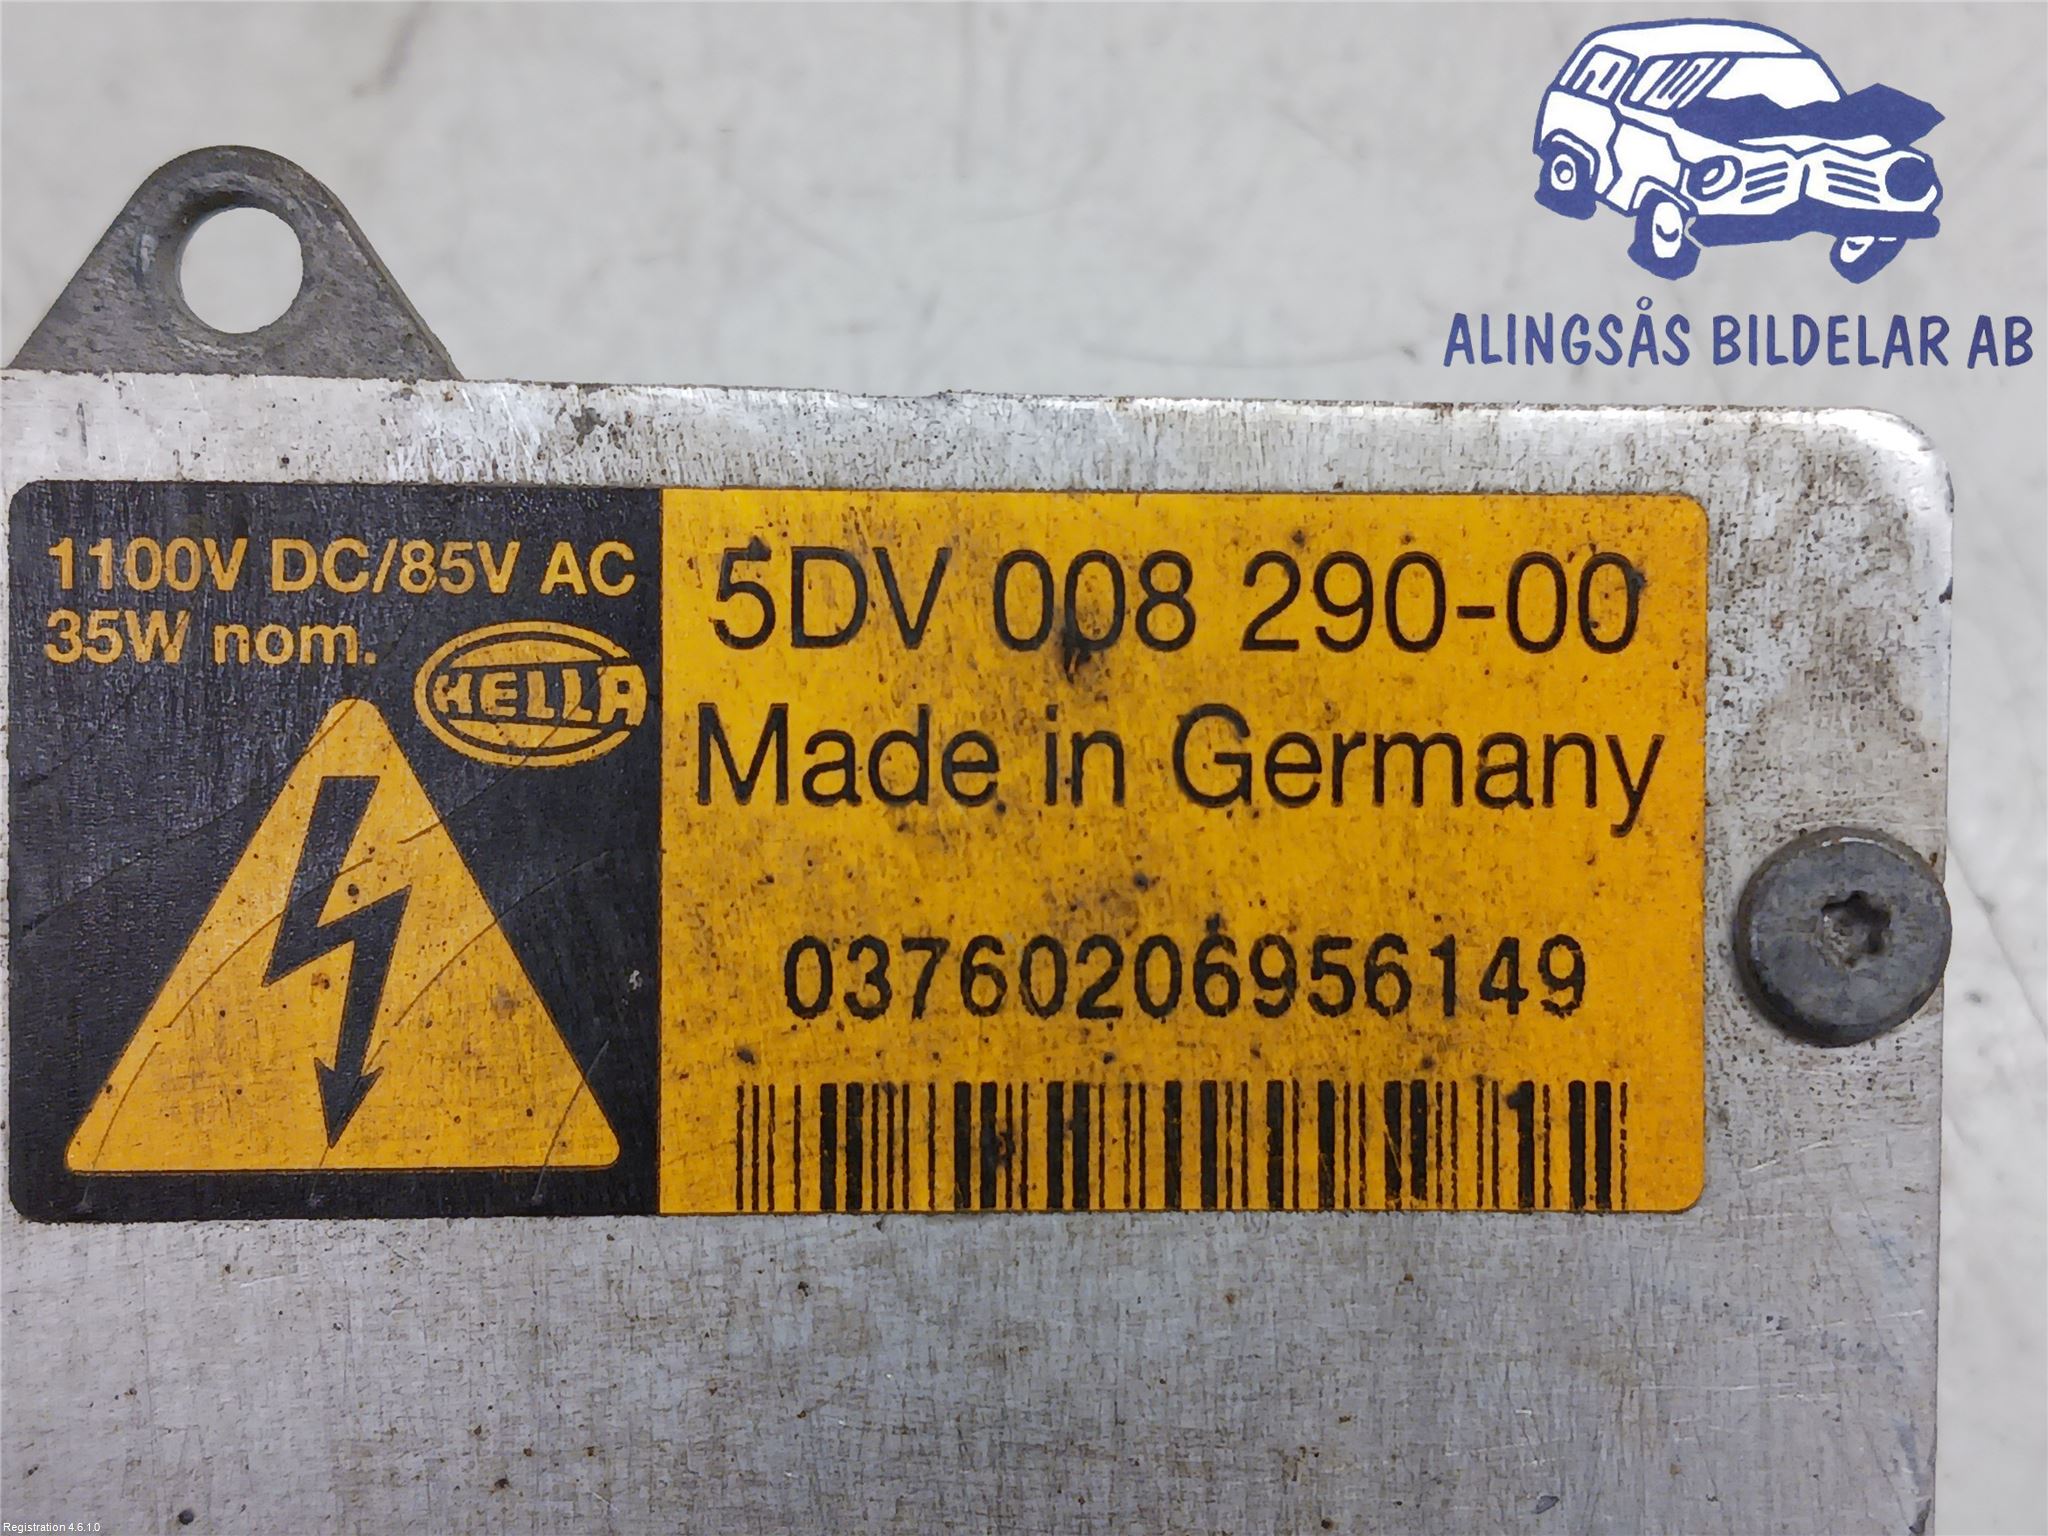 ALINGSÅS BILDELAR AB
1100V DC/85V AC
35W nom.
HELLA
5DV 008 290-00
Made in Germany
03760206956149
Registration 4.6.1.0